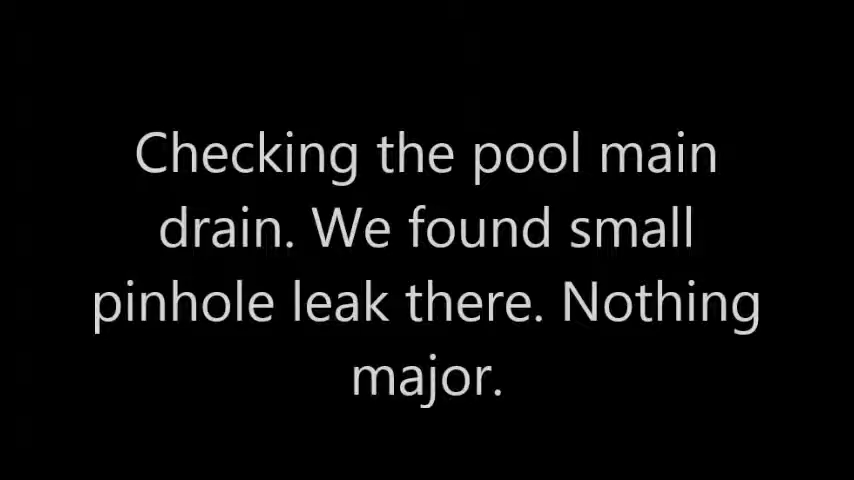 Checking the pool main
drain. We found small
pinhole leak there. Nothing
major.